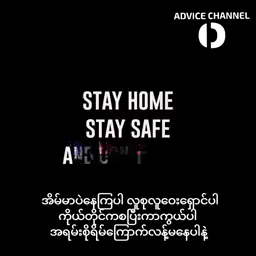 ADVICE CHANNEL
STAY HOME
STAY SAFE
အိမ်မာပဲနေကြပါ လူစုလူဝေးရှောင်ပါ
ကိုယ်တိုင်ကစပြီးကာကွယ်ပါ
အရမ်းစိုးရိမ်ကြောက်လန့်မနေပါနဲ့